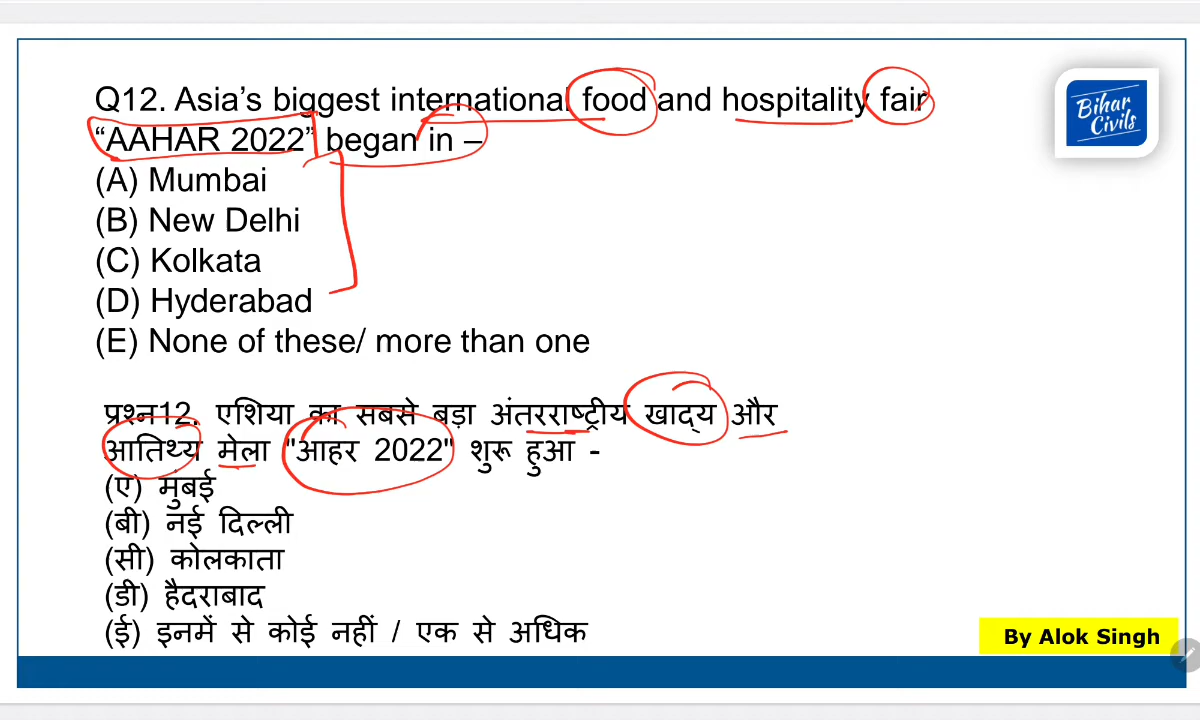 Q12. Asia’s biggest international food and hospitality fair
“AAHAR 2022” began in –
(A) Mumbai
(B) New Delhi
(C) Kolkata
(D) Hyderabad
(E) None of these/ more than one
प्रश्न12. एशिया का सबसे बड़ा अंतरराष्ट्रीय खाद्य और
आतिथ्य मेला "आहर 2022" शुरू हुआ -
(ए) मुंबई
(बी) नई दिल्ली
(सी) कोलकाता
(डी) हैदराबाद
(ई) इनमें से कोई नहीं / एक से अधिक
Bihar
Civils
By Alok Singh